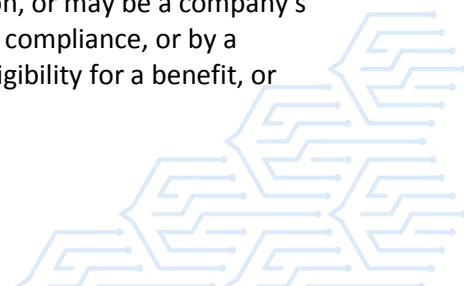 on, or may be a company's
compliance, or by a
igibility for a benefit, or